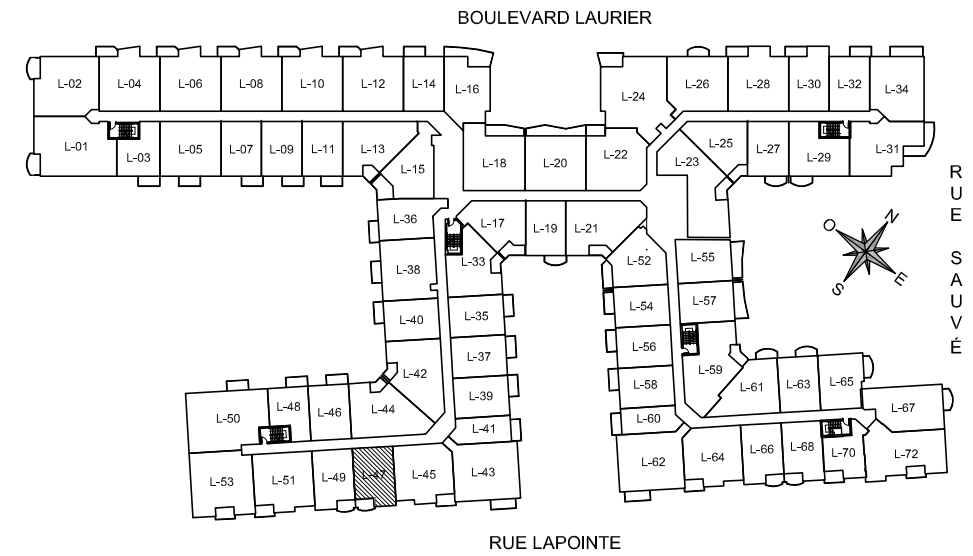 BOULEVARD LAURIER
L-02 L-04 L-06 L-08 L-10 L-12 L-14 L-16 L-24 L-26 L-28 L-30 L-32 L-34
L-01 L-03 L-05 L-07 L-09 L-11 L-13 L-15 L-18 L-20 L-22 L-23 L-25 L-27 L-29 L-31
L-36 L-17 L-19 L-21
L-38 L-33 L-52 L-55
L-40 L-35 L-54 L-57
L-42 L-37 L-56 L-59
L-39 L-58 L-61 L-63 L-65
L-50 L-48 L-46 L-44 L-41 L-60 L-67
L-53 L-51 L-49 L-47 L-45 L-43 L-62 L-64 L-66 L-68 L-70 L-72
O N
S E
RUE SAUVÉ
RUE LAPOINTE